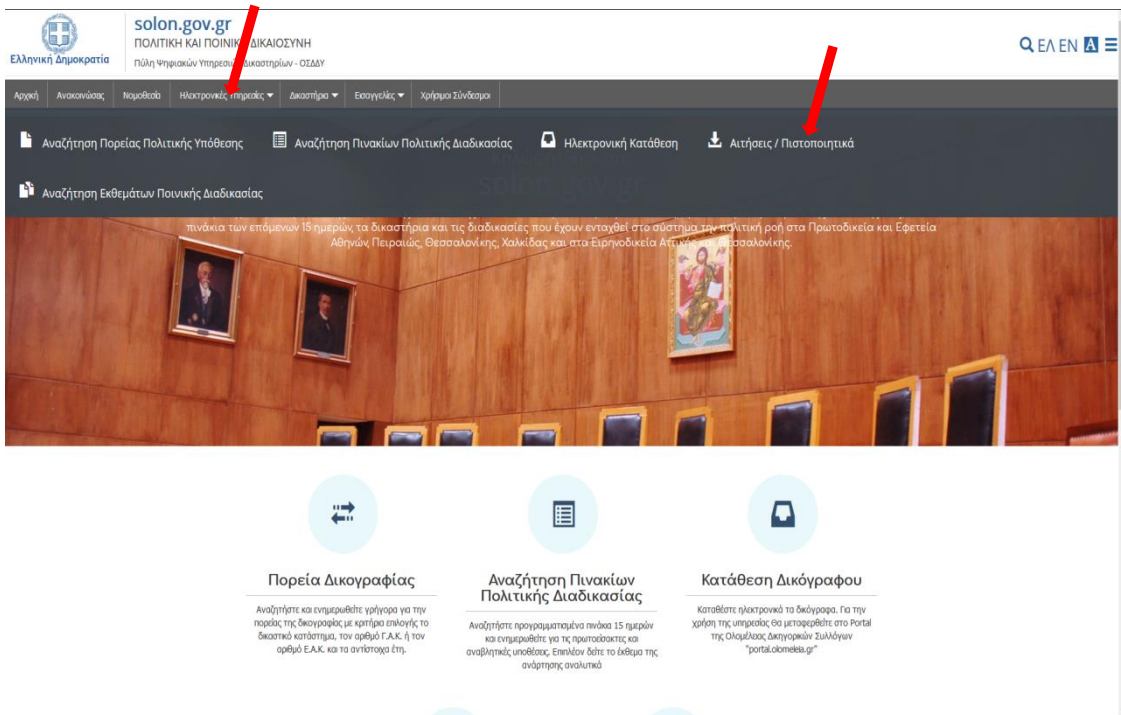 solon.gov.gr
ΠΟΛΙΤΙΚΗ ΚΑΙ ΠΟΙΝΙΚΗ ΔΙΚΑΙΟΣΥΝΗ
Ελληνική Δημοκρατία
Πύλη Ψηφιακών Υπηρεσιών Δικαστηρίων - ΟΣΔΔΥ
ΕΛ EN A
Αρχική Ανακοινώσεις Νομοθεσία Ηλεκτρονικές Υπηρεσίες Δικαστήρια Εισαγγελίες Χρήσιμοι Σύνδεσμοι
Αναζήτηση Πορείας Πολιτικής Υπόθεσης Αναζήτηση Πινακίων Πολιτικής Διαδικασίας Ηλεκτρονική Κατάθεση Αιτήσεις / Πιστοποιητικά
solon.gov.gr
Αναζήτηση Εκθεμάτων Ποινικής Διαδικασίας
πινάκια των επόμενων 15 ημερών, τα δικαστήρια και τις διαδικασίες που έχουν ενταχθεί στο σύστημα την πολιτική ροή στα Πρωτοδικεία και Εφετεία
Αθηνών, Πειραιώς, Θεσσαλονίκης, Χαλκίδας και στα Ειρηνοδικεία Αττικής και Θεσσαλονίκης.
Πορεία Δικογραφίας
Αναζητήστε και ενημερωθείτε γρήγορα για την
πορείας της δικογραφίας με κριτήρια επιλογής το
δικαστικό κατάστημα, τον αριθμό Γ.Α.Κ. ή τον
αριθμό Ε.Α.Κ. και τα αντίστοιχα έτη.
Αναζήτηση Πινακίων
Πολιτικής Διαδικασίας
Αναζητήστε προγραμματισμένα πινάκια 15 ημερών
και ενημερωθείτε για τις πρωτοείσακτες και
αναβλητικές υποθέσεις. Επιπλέον δείτε το έκθεμα της
ανάρτησης αναλυτικά
Κατάθεση Δικόγραφου
Καταθέστε ηλεκτρονικά τα δικόγραφα. Για την
χρήση της υπηρεσίας Θα μεταφερθείτε στο Portal
της Ολομέλειας Δικηγορικών Συλλόγων
"portal.olomeleia.gr"